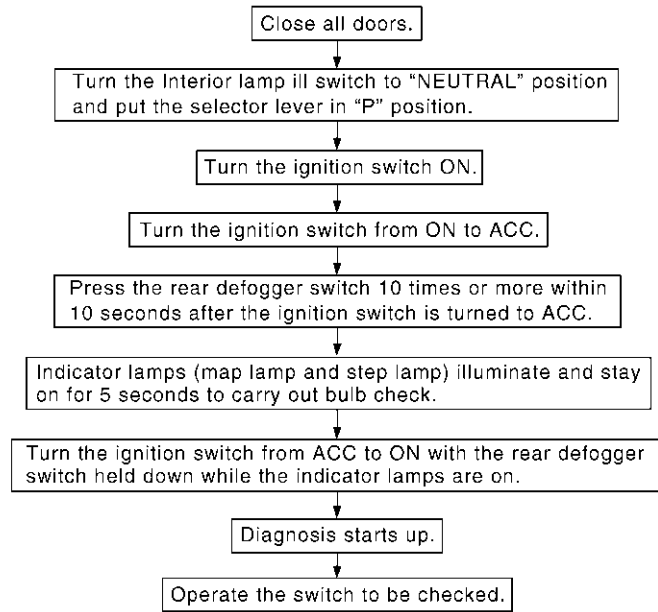 Close all doors.
Turn the Interior lamp ill switch to “NEUTRAL” position
and put the selector lever in “P” position.
Turn the ignition switch ON.
Turn the ignition switch from ON to ACC.
Press the rear defogger switch 10 times or more within
10 seconds after the ignition switch is turned to ACC.
Indicator lamps (map lamp and step lamp) illuminate and stay
on for 5 seconds to carry out bulb check.
Turn the ignition switch from ACC to ON with the rear defogger
switch held down while the indicator lamps are on.
Diagnosis starts up.
Operate the switch to be checked.